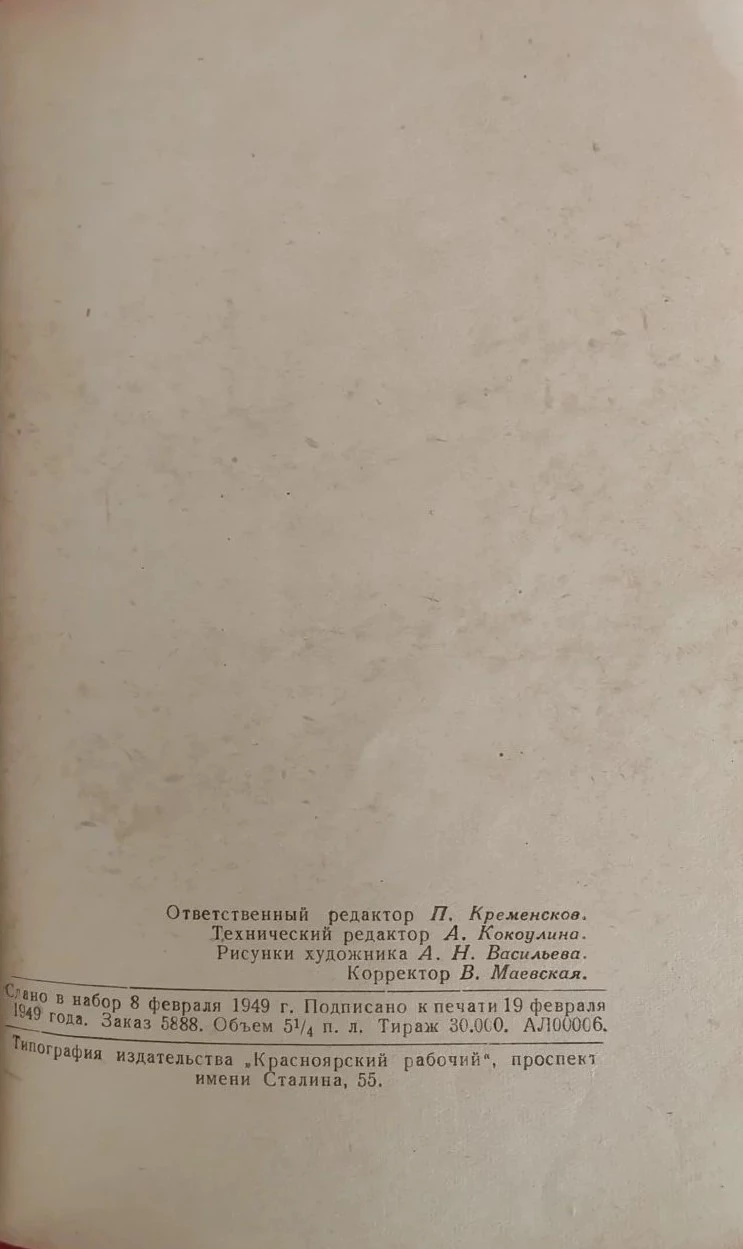 Ответственный редактор П. Кременсков.
Технический редактор А. Кокоулина.
Рисунки художника А. Н. Васильева.
Корректор В. Маевская.
Сдано в набор 8 февраля 1949 г. Подписано к печати 19 февраля
1949 года. Заказ 5888. Объем 5 1/4 п. л. Тираж 30.000. АЛ00006.
Типография издательства „Красноярский рабочий“, проспект
имени Сталина, 55.